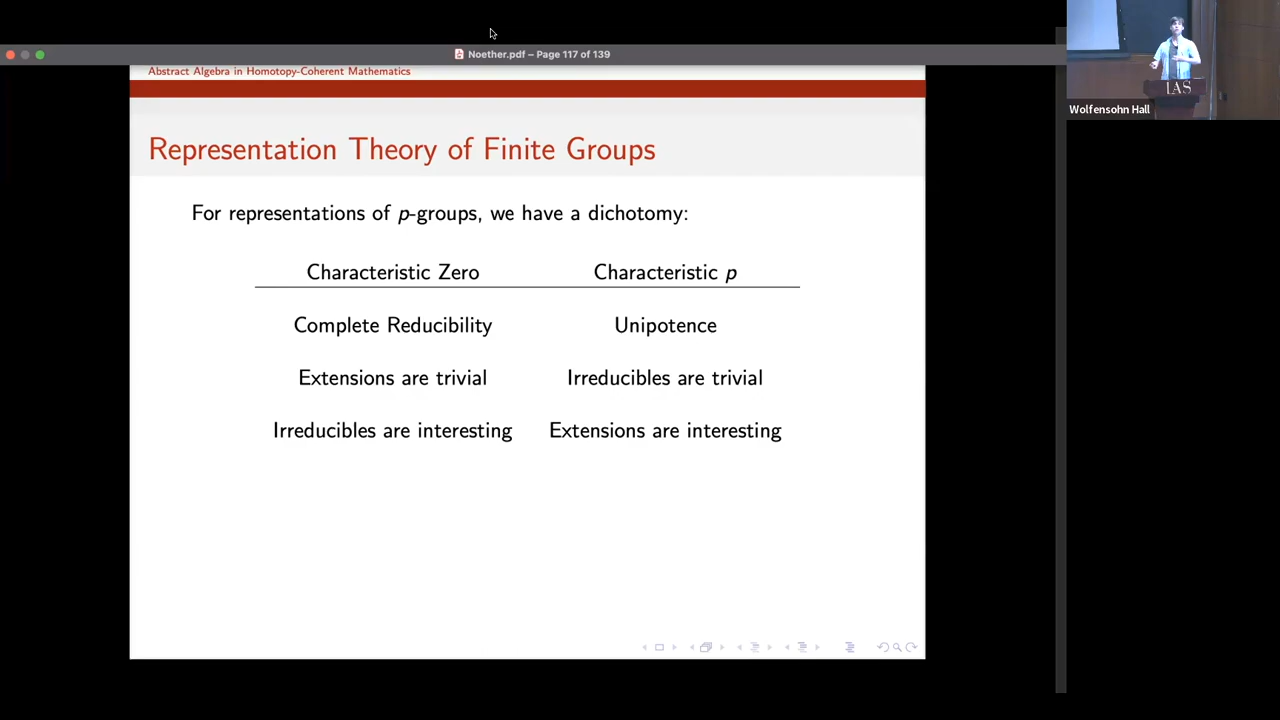 Noether.pdf – Page 117 of 139
Abstract Algebra in Homotopy-Coherent Mathematics
IAS
Wolfensohn Hall
Representation Theory of Finite Groups
For representations of p-groups, we have a dichotomy:
Characteristic Zero Characteristic p
Complete Reducibility Unipotence
Extensions are trivial Irreducibles are trivial
Irreducibles are interesting Extensions are interesting